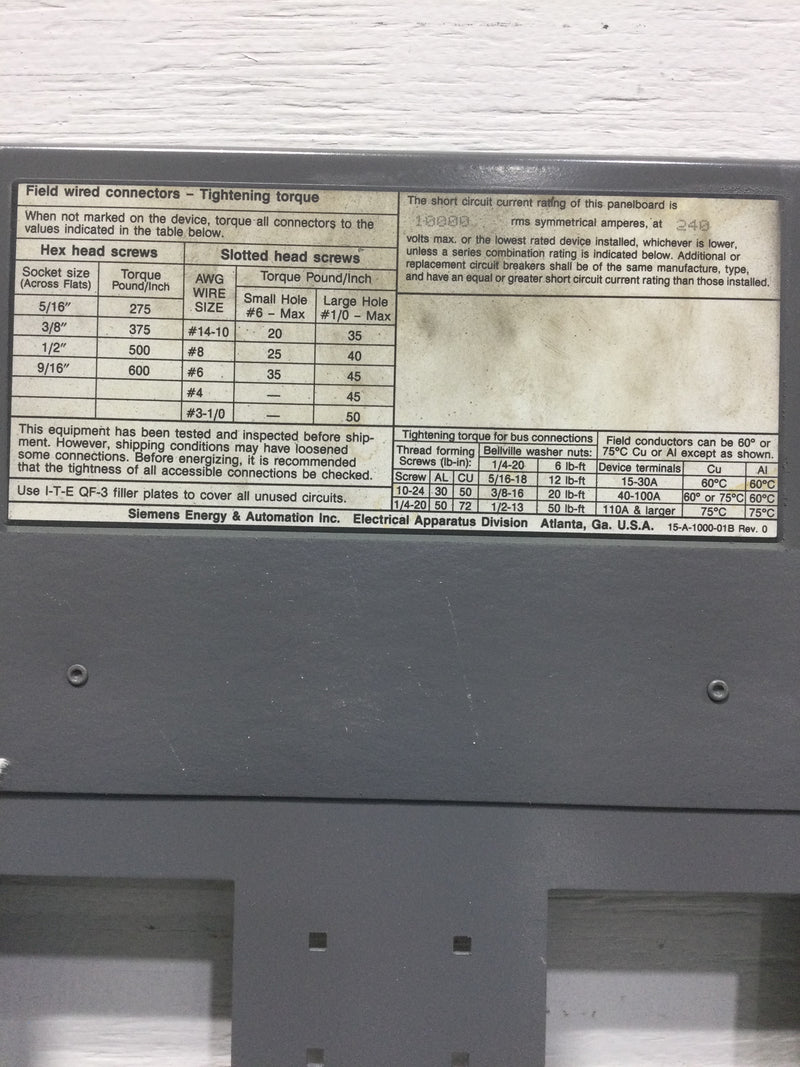 Field wired connectors – Tightening torque
When not marked on the device, torque all connectors to the
values indicated in the table below.
Hex head screws
Slotted head screws
Socket size
(Across Flats)
Torque
Pound/Inch
AWG
WIRE
SIZE
Torque Pound/Inch
Small Hole
#6 – Max
Large Hole
#1/0 – Max
5/16″ 275
3/8″ 375
1/2″ 500
9/16″ 600
#14-10 20 35
#8 25 40
#6 35 45
#4 — 45
#3-1/0 — 50
This equipment has been tested and inspected before ship-
ment. However, shipping conditions may have loosened
some connections. Before energizing, it is recommended
that the tightness of all accessible connections be checked.
Use I-T-E QF-3 filler plates to cover all unused circuits.
The short circuit current rating of this panelboard is
10000 rms symmetrical amperes, at 240
volts max. or the lowest rated device installed, whichever is lower,
unless a series combination rating is indicated below. Additional or
replacement circuit breakers shall be of the same manufacture, type,
and have an equal or greater short circuit current rating than those installed.
Tightening torque for bus connections
Thread forming
Screws (lb-in):
Screw AL CU
10-24 30 50
1/4-20 50 72
Bellville washer nuts:
1/4-20 6 lb-ft
5/16-18 12 lb-ft
3/8-16 20 lb-ft
1/2-13 50 lb-ft
Field conductors can be 60° or
75°C Cu or Al except as shown.
Device terminals Cu Al
15-30A 60°C 60°C
40-100A 60° or 75°C 60°C
110A & larger 75°C 75°C
Siemens Energy & Automation Inc. Electrical Apparatus Division Atlanta, Ga. U.S.A. 15-A-1000-01B Rev. 0